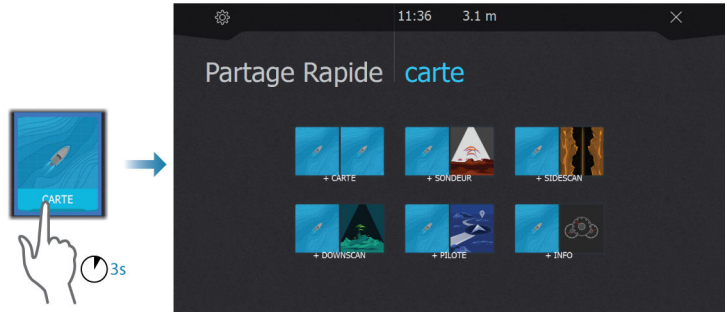 11:36 3.1 m
Partage Rapide carte
CARTE
3s
+ CARTE + SONDEUR + SIDESCAN
+ DOWNSCAN + PILOTE + INFO